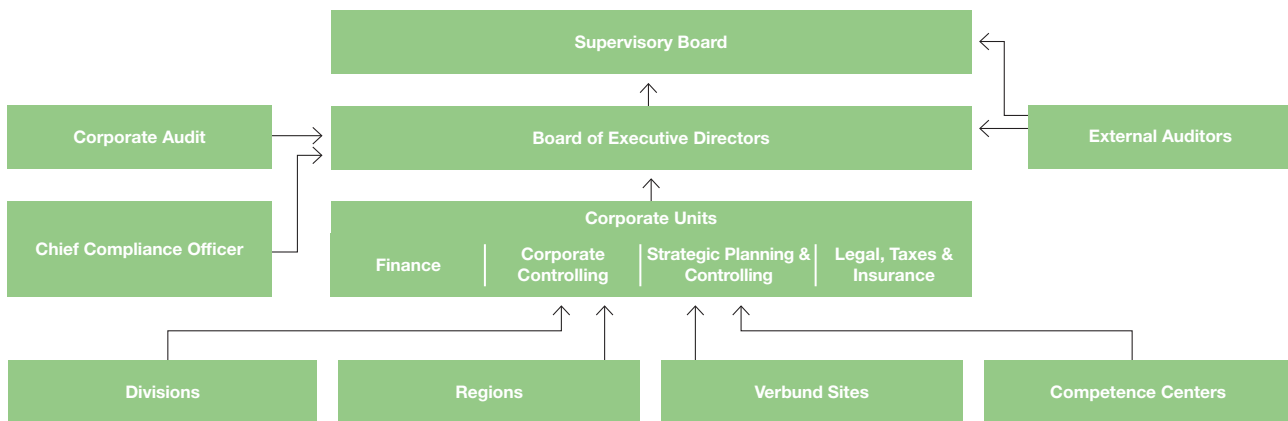 Supervisory Board
Corporate Audit
Board of Executive Directors
External Auditors
Chief Compliance Officer
Corporate Units
Finance
Corporate
Controlling
Strategic Planning &
Controlling
Legal, Taxes &
Insurance
Divisions
Regions
Verbund Sites
Competence Centers